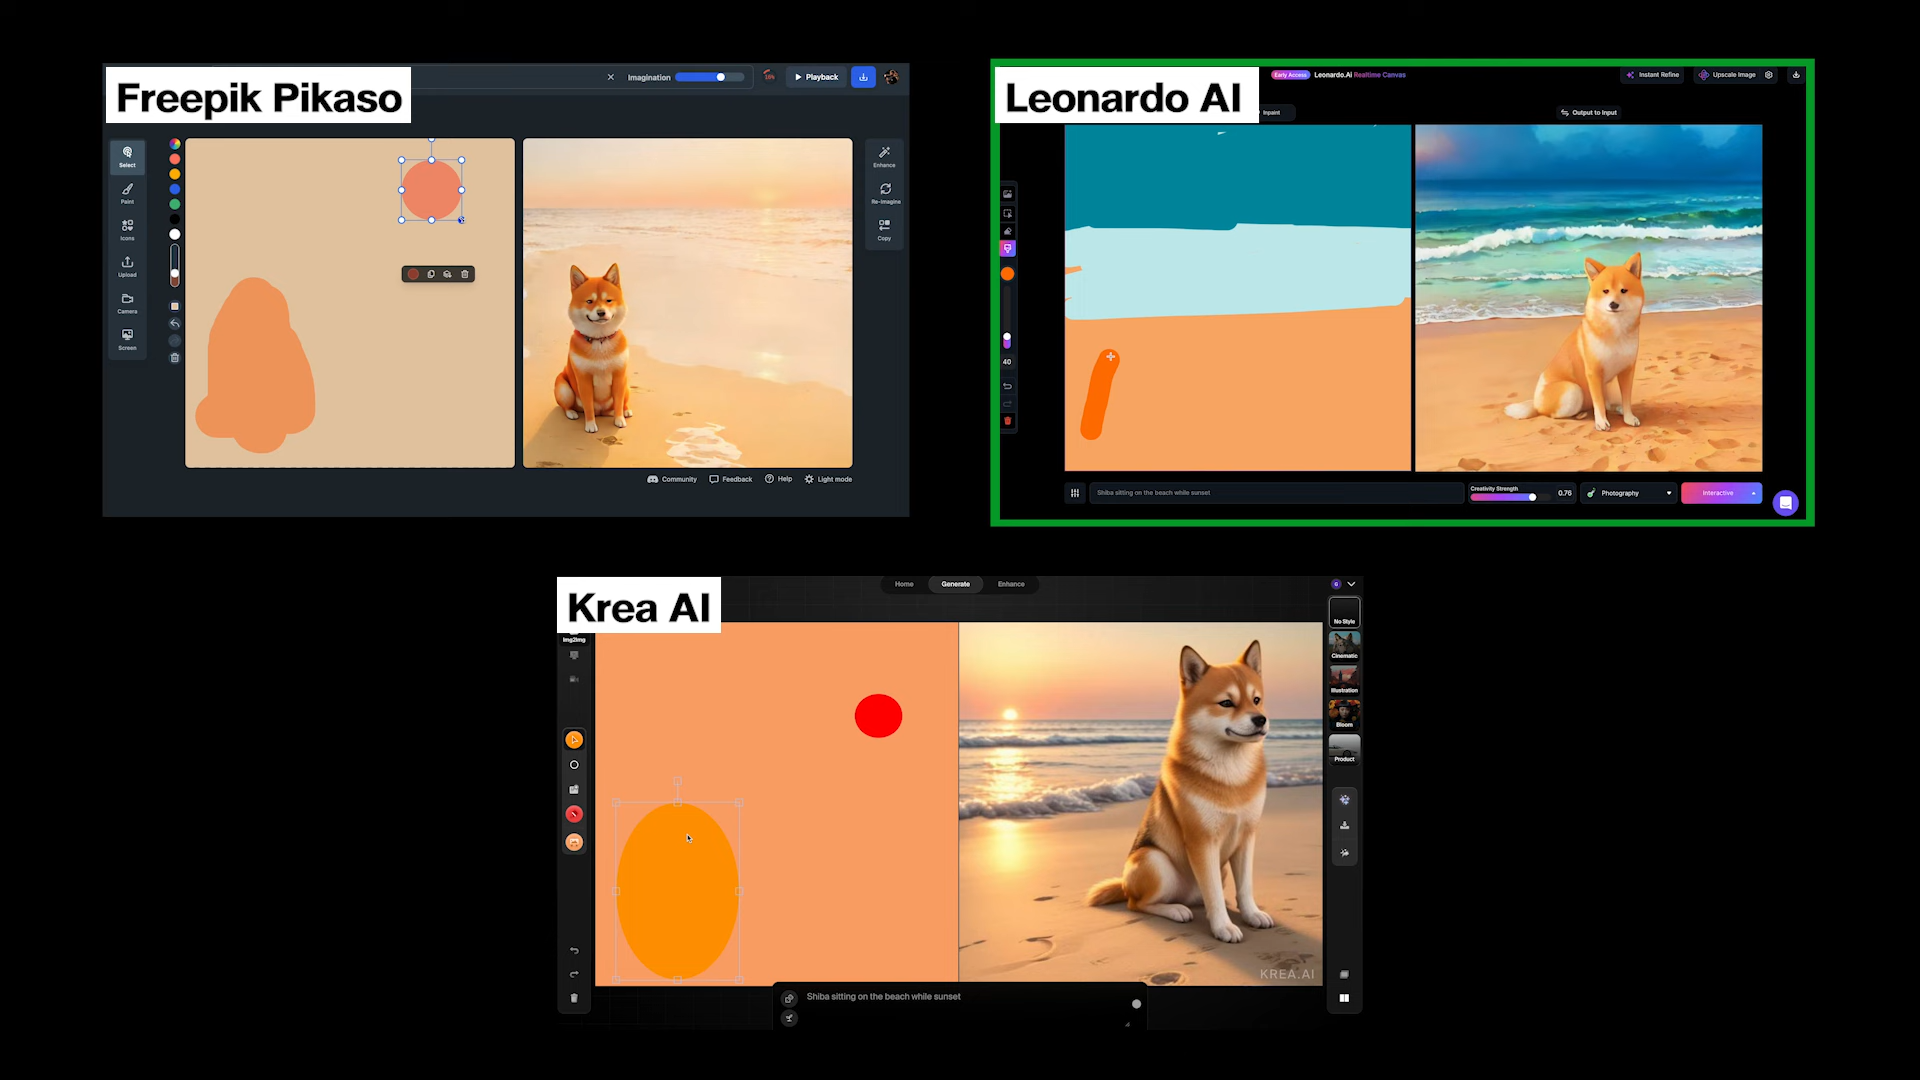 Freepik Pikaso
Imagination
16%
Playback
Select
Paint
Icons
Upload
Camera
Screen
Enhance
Re-imagine
Copy
Community
Feedback
Help
Light mode
Leonardo AI
Early Access
Leonardo.Ai Realtime Canvas
Instant Refine
Upscale Image
Inpaint
Output to Input
40
Shiba sitting on the beach while sunset
Creativity Strength
0.76
Photography
Interactive
Krea AI
Home
Generate
Enhance
G
Img2Img
No Style
Cinematic
Illustration
Bloom
Product
KREA.AI
Shiba sitting on the beach while sunset